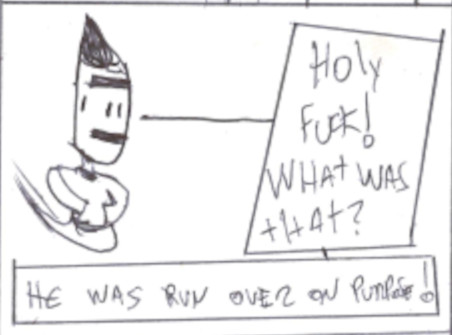 HOly
FUCK!
WHAt WAS
tHAt?
HE WAS RUN OVER ON PURPOSE!